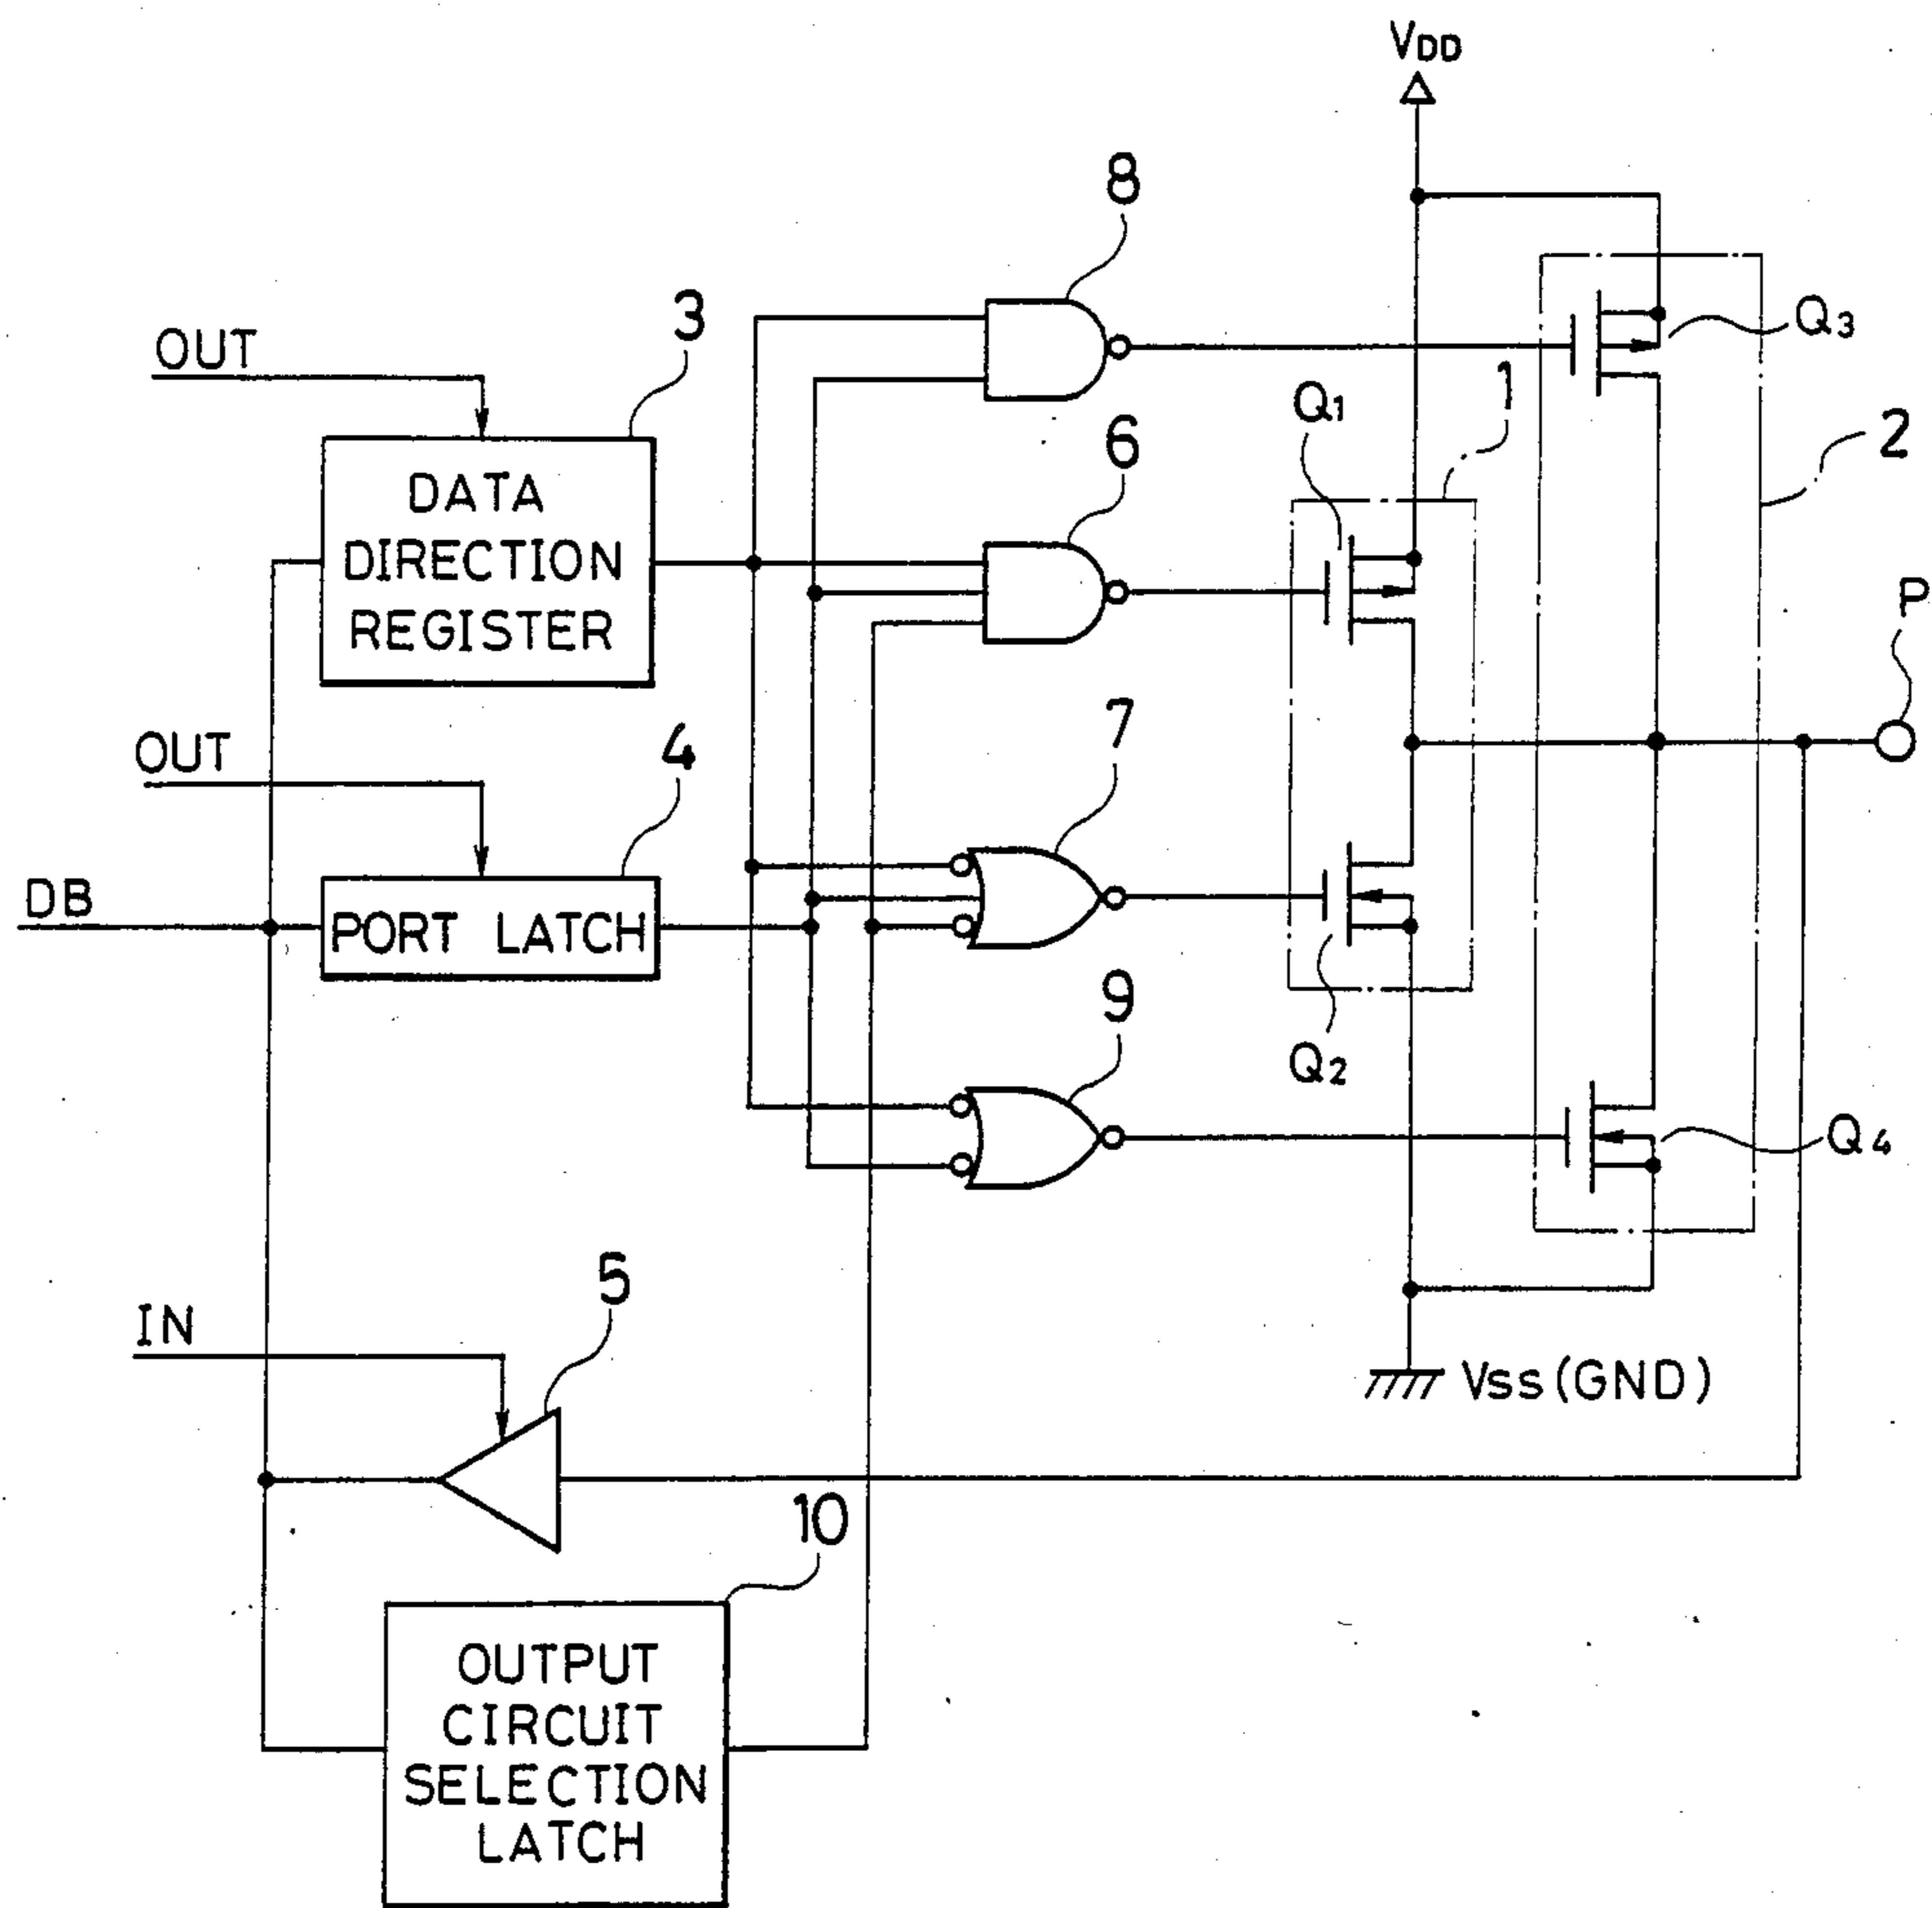 VDD
8
OUT
3
Q3
1
Q1
2
6
DATA
DIRECTION
REGISTER
P
7
OUT
4
DB
PORT LATCH
9
Q2
Q4
5
IN
Vss (GND)
10
OUTPUT
CIRCUIT
SELECTION
LATCH